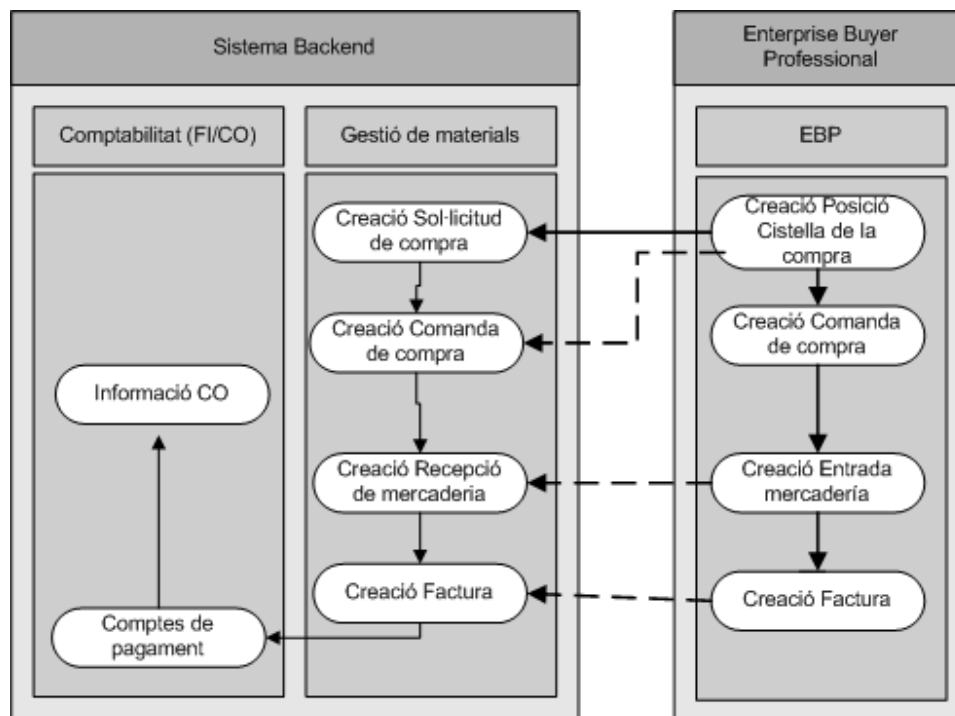 Sistema Backend
Enterprise Buyer
Professional
Comptabilitat (FI/CO)
Gestió de materials
EBP
Creació Sol·licitud
de compra
Creació Posició
Cistella de la
compra
Creació Comanda
de compra
Creació Comanda
de compra
Informació CO
Creació Recepció
de mercaderia
Creació Entrada
mercadería
Creació Factura
Creació Factura
Comptes de
pagament